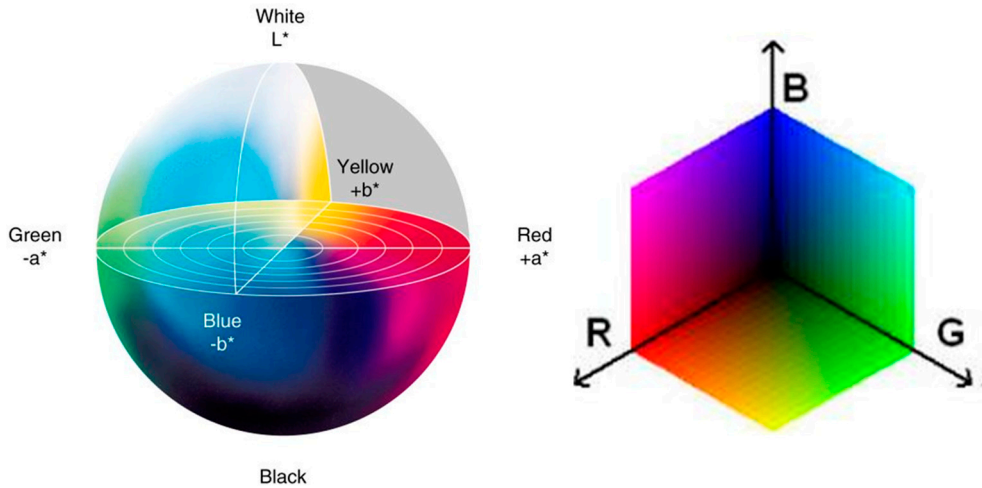 White
L*
Yellow
+b*
Green
-a*
Red
+a*
Blue
-b*
Black
B
R
G